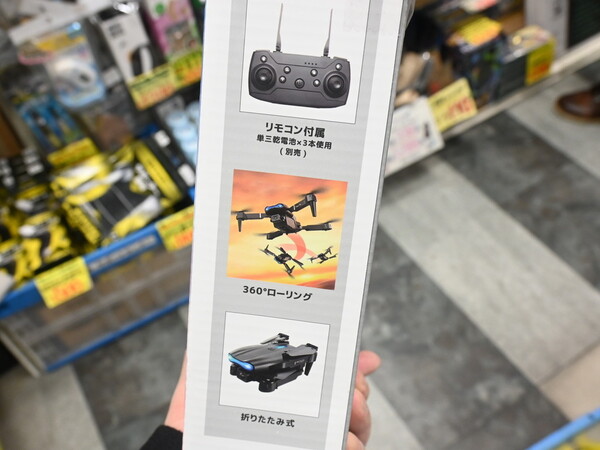 リモコン付属
単三乾電池×3本使用
(別売)
360°ローリング
折りたたみ式